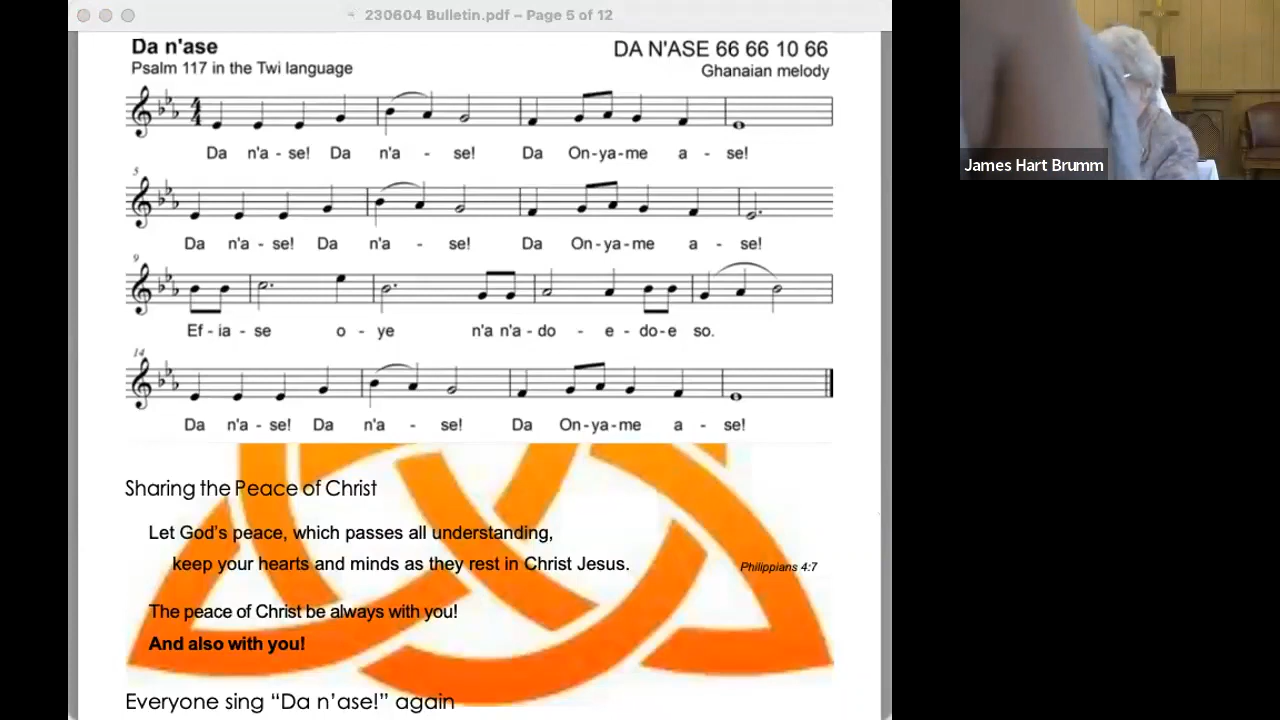 230604 Bulletin.pdf – Page 5 of 12
Da n'ase
DA N'ASE 66 66 10 66
Psalm 117 in the Twi language
Ghanaian melody
Da n'a - se! Da n'a - se! Da On-ya-me a - se!
5
Da n'a - se! Da n'a - se! Da On-ya-me a - se!
9
Ef - ia - se o - ye n'a n'a - do - e - do-e so.
14
Da n'a - se! Da n'a - se! Da On-ya-me a - se!
Sharing the Peace of Christ
Let God's peace, which passes all understanding,
keep your hearts and minds as they rest in Christ Jesus.
Philippians 4:7
The peace of Christ be always with you!
And also with you!
Everyone sing “Da n’ase!” again
James Hart Brumm